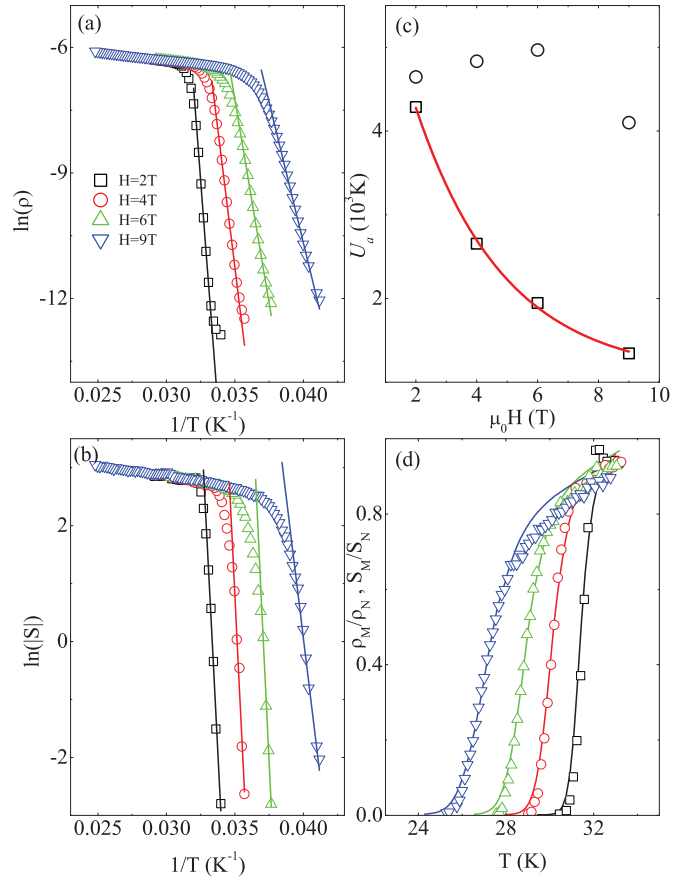 (a)
-6
-9
-12
ln(ρ)
H=2T
H=4T
H=6T
H=9T
0.025 0.030 0.035 0.040
1/T (K⁻¹)
(c)
4
2
Uₐ (10³K)
2 4 6 8 10
μ₀H (T)
(b)
2
0
-2
ln(|S|)
0.025 0.030 0.035 0.040
1/T (K⁻¹)
(d)
0.8
0.4
0.0
ρ_M/ρ_N , S_M/S_N
24 28 32
T (K)